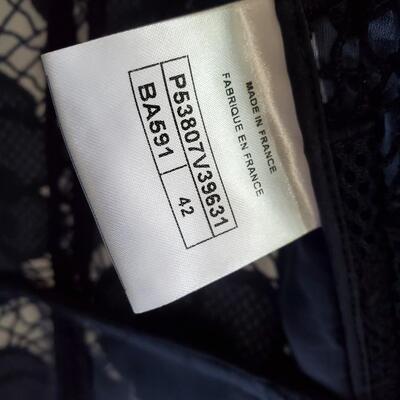 MADE IN FRANCE
FABRIQUE EN FRANCE
P53807V39631
BA591 42